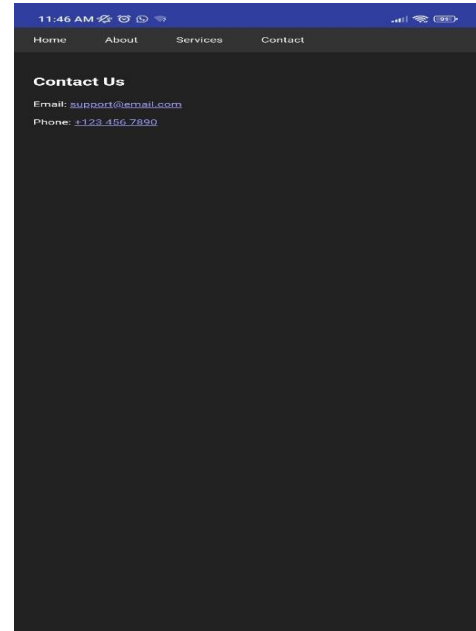 11:46 AM
Home About Services Contact
Contact Us
Email: support@email.com
Phone: +123 456 7890